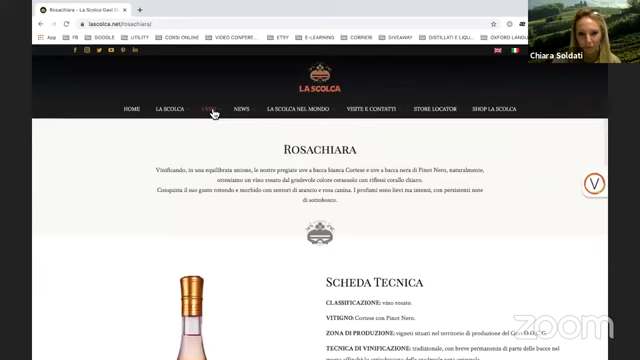 Rosachiara - La Scolca Gavi D
lascolca.net/rosachiara/
App
FB
GOOGLE
DUTYPAID
CORSI ONLINE
VIDEO CONFERE...
ETSY
E-LEARNING
CORRIERI
GIVEAWAY
DISTILLATI E LIQU...
OXFORD LANG
Chiara Soldati
LA SCOLCA
HOME
LA SCOLCA
I VINI
NEWS
LA SCOLCA NEL MONDO
VISITE E CONTATTI
STORE LOCATOR
SHOP LA SCOLCA
ROSACHIARA
Vinificando, in una equilibrata unione, le nostre pregiate uve a bacca bianca Cortese e uve a bacca nera di Pinot Nero, naturalmente,
otteniamo un vino rosato dal gradevole colore cerasuolo con riflessi corallo chiaro.
Conquista il suo gusto rotondo e morbido con sentori di arancio e rosa canina. I profumi sono lievi ma intensi, con persistenti note
di sottobosco.
V
SCHEDA TECNICA
CLASSIFICAZIONE: vino rosato.
VITIGNO: Cortese con Pinot Nero.
ZONA DI PRODUZIONE: vigneti situati nel territorio di produzione del Gavi D.O.C.G.
TECNICA DI VINIFICAZIONE: tradizionale, con breve permanenza di parte delle bacche nel
zoom